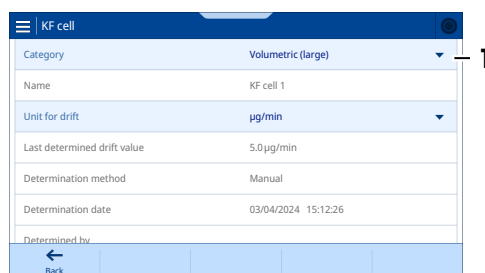 KF cell
Category Volumetric (large) 1
Name KF cell 1
Unit for drift µg/min
Last determined drift value 5.0 µg/min
Determination method Manual
Determination date 03/04/2024 15:12:26
Determined by
Back